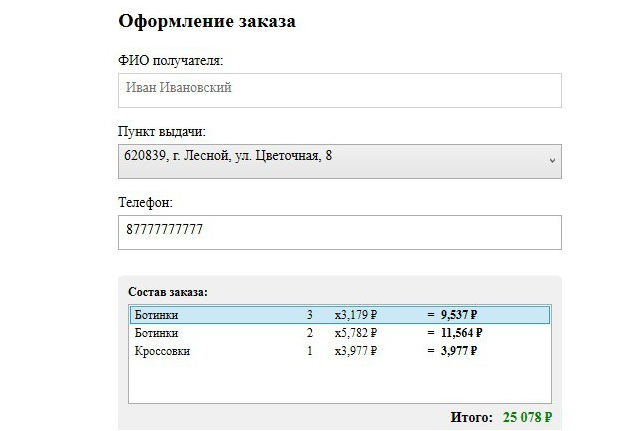 Оформление заказа
ФИО получателя:
Иван Ивановский
Пункт выдачи:
620839, г. Лесной, ул. Цветочная, 8
Телефон:
87777777777
Состав заказа:
Ботинки 3 x3,179 ₽ = 9,537 ₽
Ботинки 2 x5,782 ₽ = 11,564 ₽
Кроссовки 1 x3,977 ₽ = 3,977 ₽
Итого: 25 078 ₽